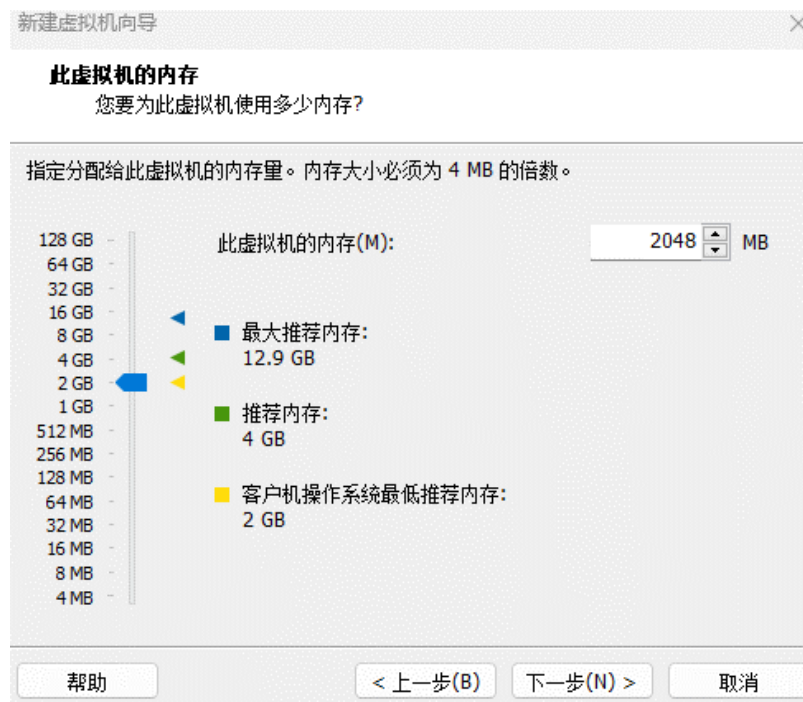 新建虚拟机向导
此虚拟机的内存
您要为此虚拟机使用多少内存?
指定分配给此虚拟机的内存量。内存大小必须为 4 MB 的倍数。
此虚拟机的内存(M):
2048 MB
128 GB
64 GB
32 GB
16 GB
8 GB
4 GB
2 GB
1 GB
512 MB
256 MB
128 MB
64 MB
32 MB
16 MB
8 MB
4 MB
最大推荐内存:
12.9 GB
推荐内存:
4 GB
客户机操作系统最低推荐内存:
2 GB
帮助
< 上一步(B)
下一步(N) >
取消